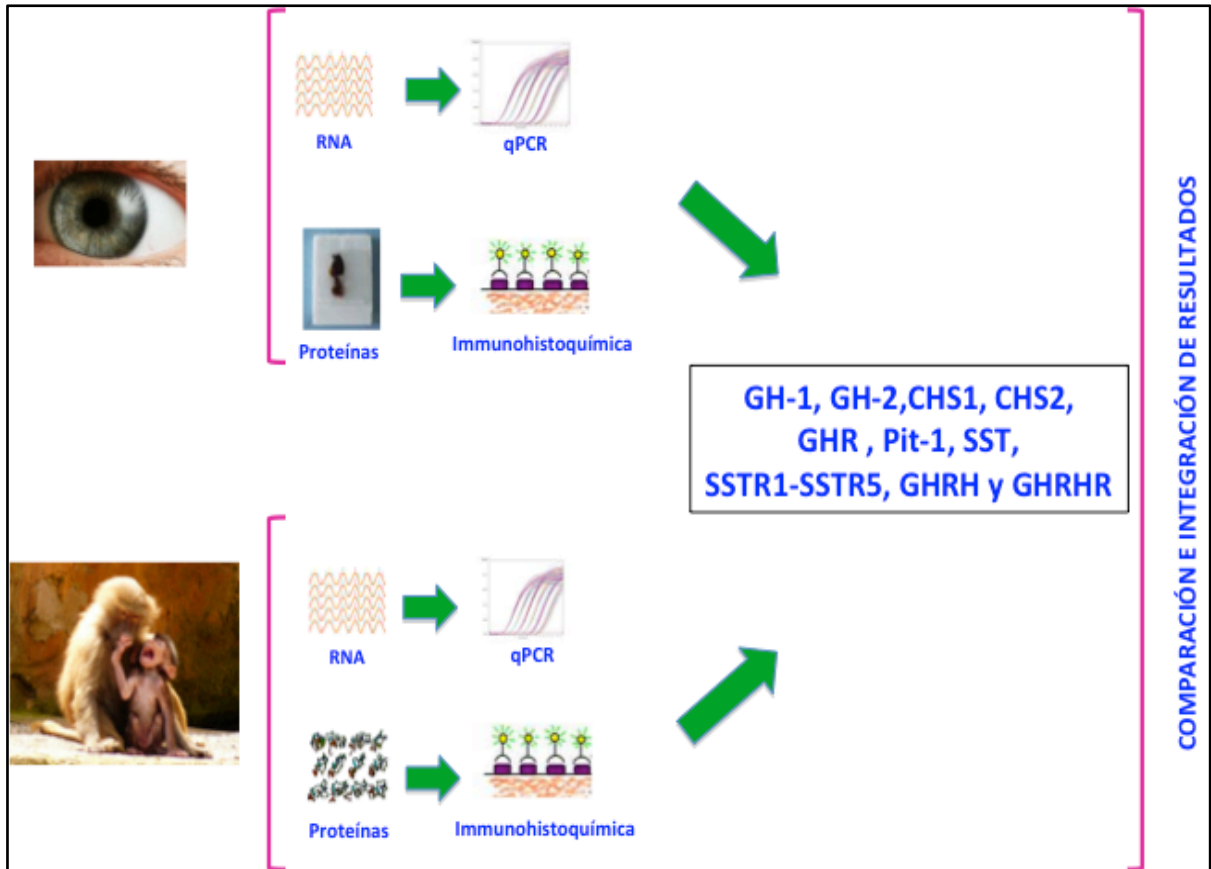 RNA
qPCR
Proteínas
Immunohistoquímica
GH-1, GH-2,CHS1, CHS2,
GHR , Pit-1, SST,
SSTR1-SSTR5, GHRH y GHRHR
RNA
qPCR
Proteínas
Immunohistoquímica
COMPARACIÓN E INTEGRACIÓN DE RESULTADOS